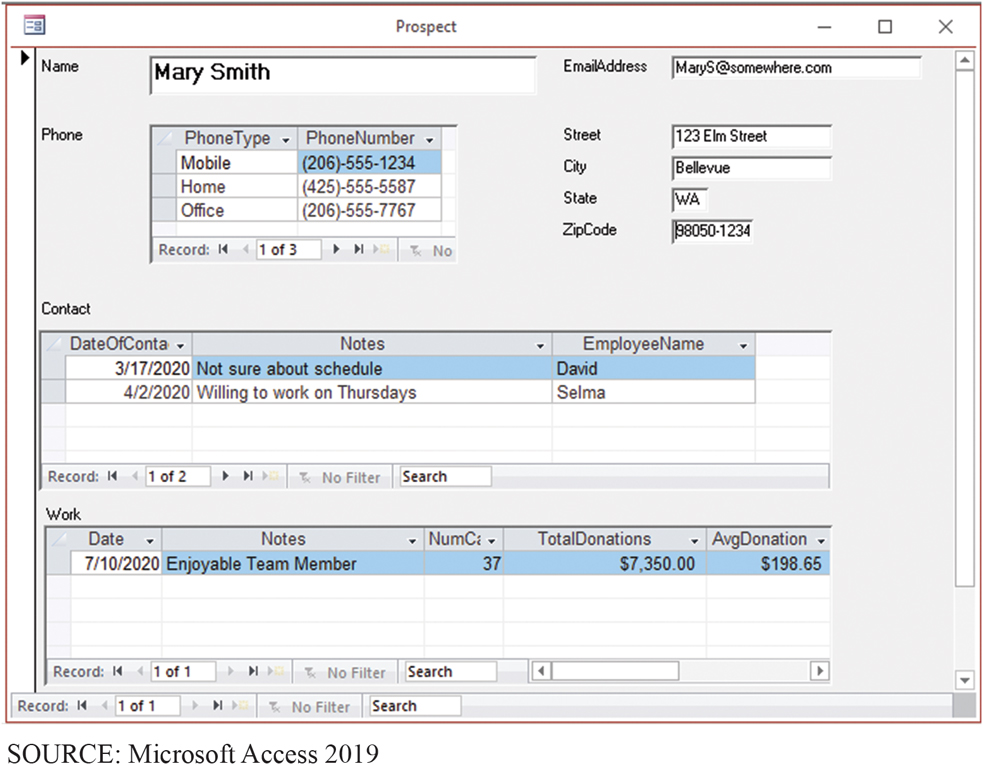 Prospect
Name Mary Smith EmailAddress MaryS@somewhere.com
Phone
PhoneType PhoneNumber
Mobile (206)-555-1234
Home (425)-555-5587
Office (206)-555-7767
Record: 1 of 3 No
Street 123 Elm Street
City Bellevue
State WA
ZipCode 98050-1234
Contact
DateOfConta Notes EmployeeName
3/17/2020 Not sure about schedule David
4/2/2020 Willing to work on Thursdays Selma
Record: 1 of 2 No Filter Search
Work
Date Notes NumCa TotalDonations AvgDonation
7/10/2020 Enjoyable Team Member 37 $7,350.00 $198.65
Record: 1 of 1 No Filter Search
Record: 1 of 1 No Filter Search
SOURCE: Microsoft Access 2019